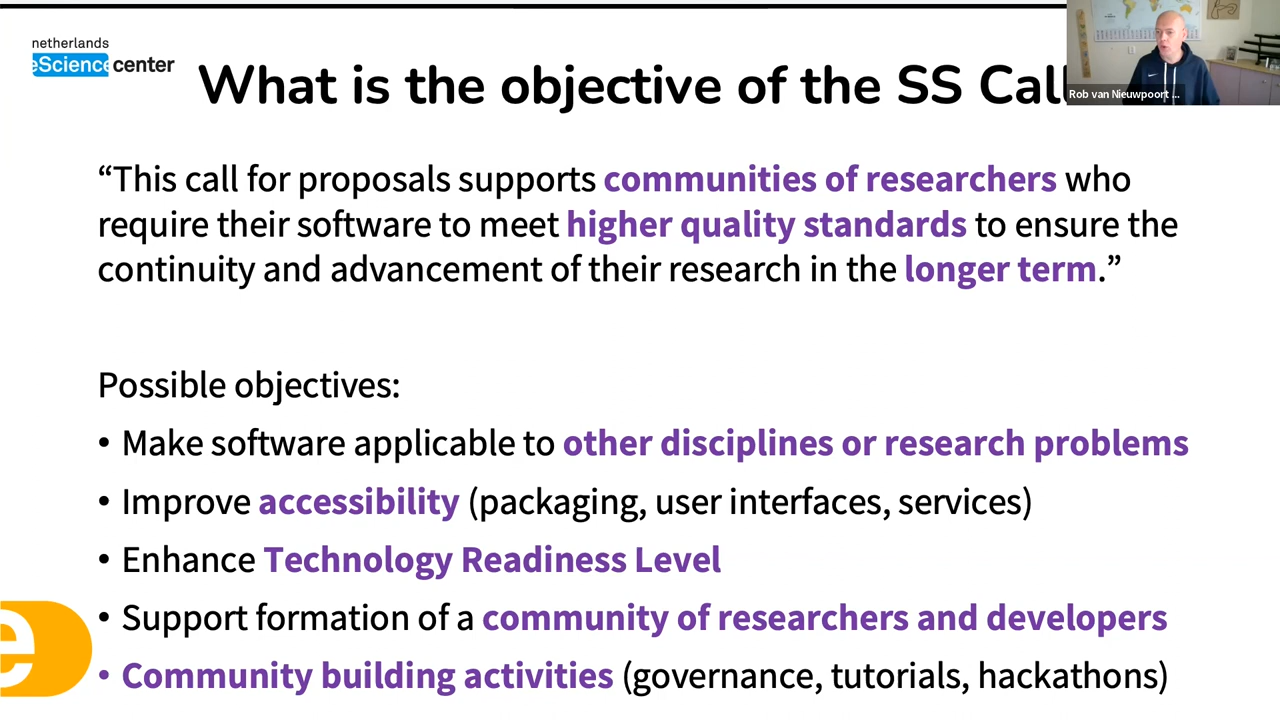 netherlands
eScience center
What is the objective of the SS Call
Rob van Nieuwpoort ...
“This call for proposals supports communities of researchers who
require their software to meet higher quality standards to ensure the
continuity and advancement of their research in the longer term.”
Possible objectives:
• Make software applicable to other disciplines or research problems
• Improve accessibility (packaging, user interfaces, services)
• Enhance Technology Readiness Level
• Support formation of a community of researchers and developers
• Community building activities (governance, tutorials, hackathons)
e